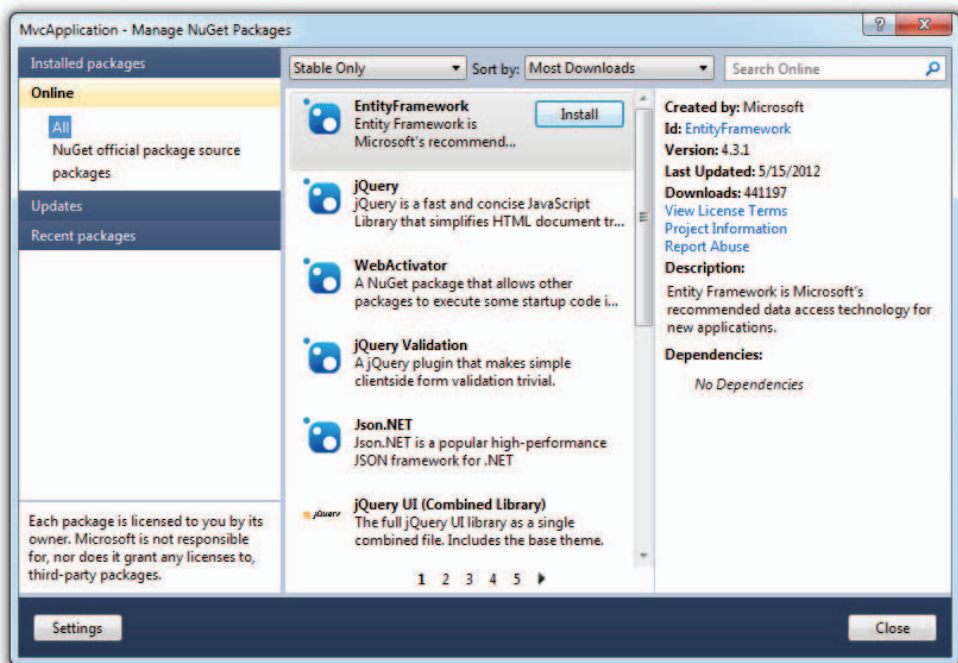 MvcApplication - Manage NuGet Packages
Installed packages
Online
All
NuGet official package source
packages
Updates
Recent packages
Each package is licensed to you by its
owner. Microsoft is not responsible
for, nor does it grant any licenses to,
third-party packages.
Settings
Stable Only
Sort by: Most Downloads
Search Online
EntityFramework
Entity Framework is
Microsoft's recommend...
Install
jQuery
jQuery is a fast and concise JavaScript
Library that simplifies HTML document tr...
WebActivator
A NuGet package that allows other
packages to execute some startup code i...
jQuery Validation
A jQuery plugin that makes simple
clientside form validation trivial.
Json.NET
Json.NET is a popular high-performance
JSON framework for .NET
jQuery
jQuery UI (Combined Library)
The full jQuery UI library as a single
combined file. Includes the base theme.
1 2 3 4 5
Created by: Microsoft
Id: EntityFramework
Version: 4.3.1
Last Updated: 5/15/2012
Downloads: 441197
View License Terms
Project Information
Report Abuse
Description:
Entity Framework is Microsoft's
recommended data access technology for
new applications.
Dependencies:
No Dependencies
Close